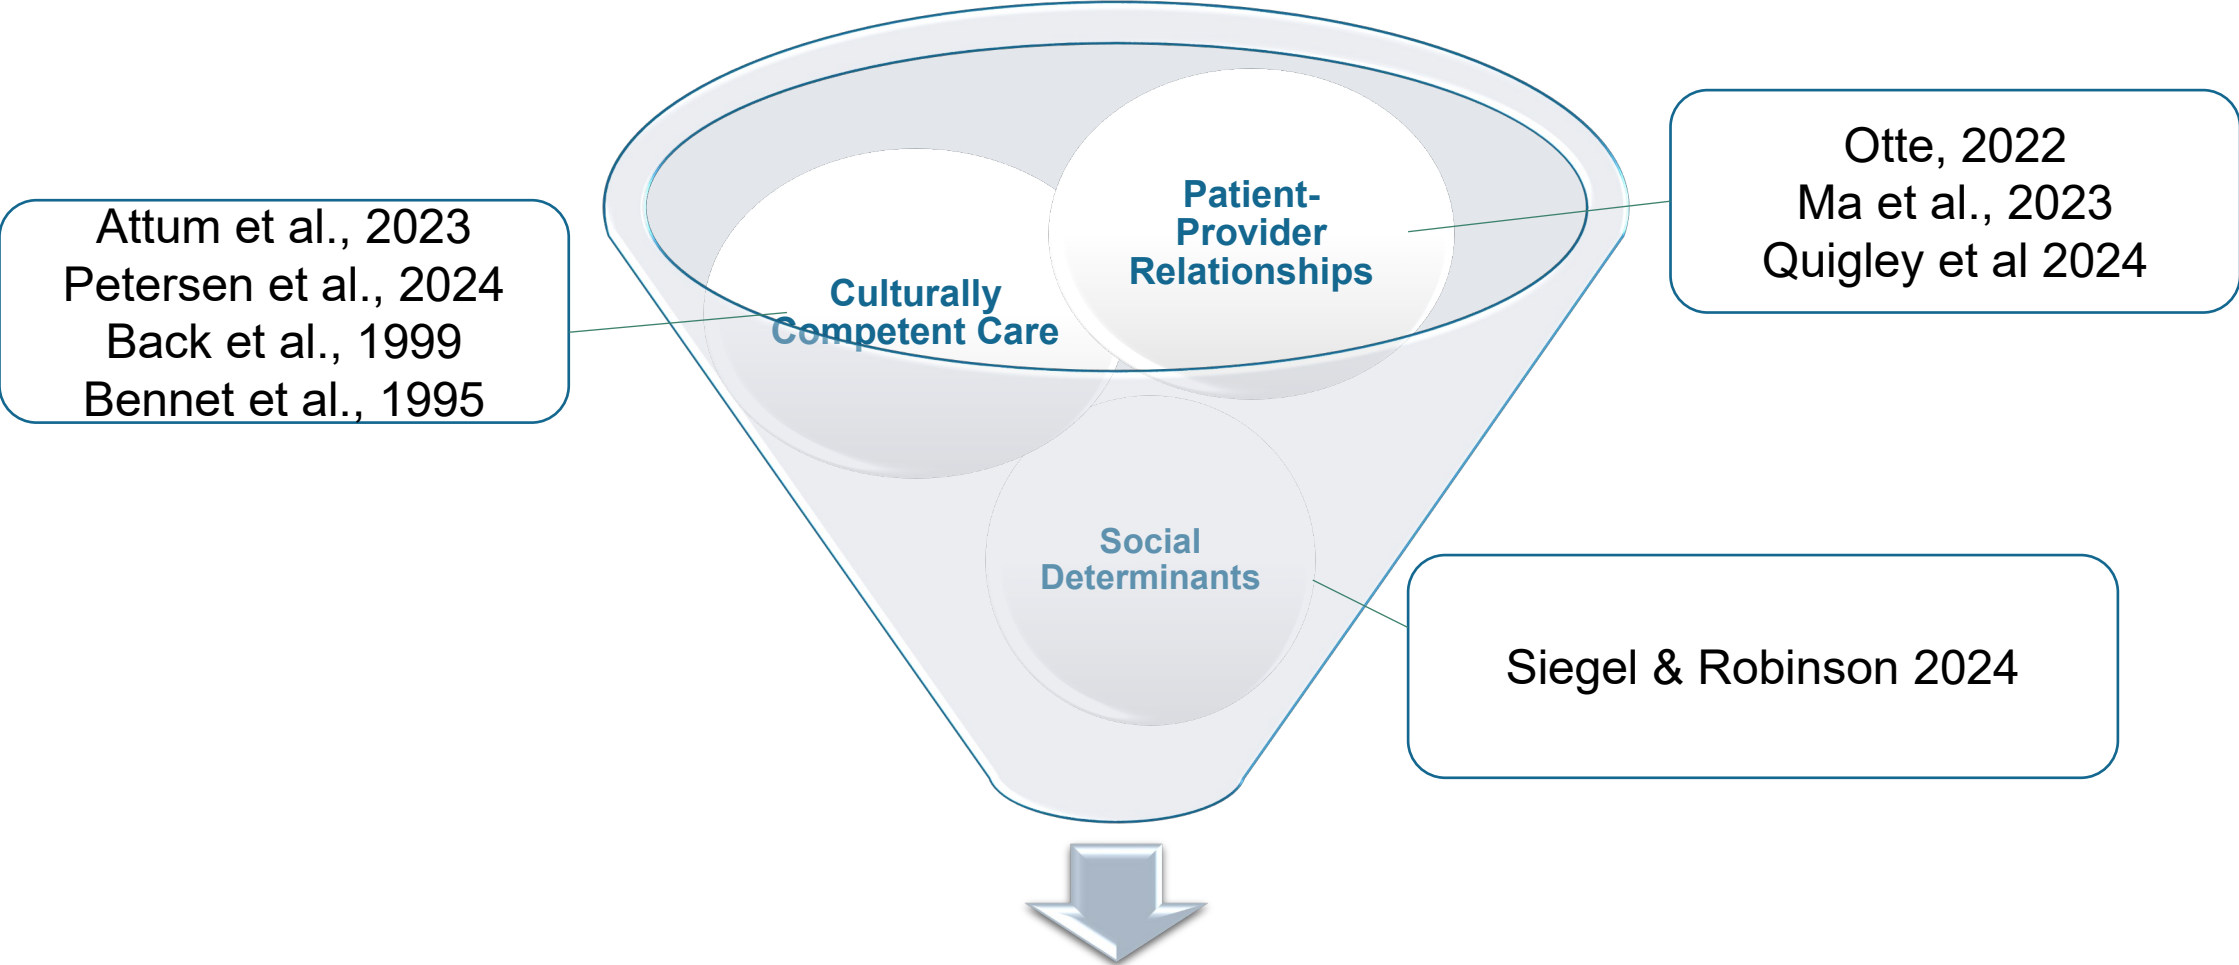 Attum et al., 2023
Petersen et al., 2024
Back et al., 1999
Bennet et al., 1995
Culturally
Competent Care
Patient-
Provider
Relationships
Otte, 2022
Ma et al., 2023
Quigley et al 2024
Social
Determinants
Siegel & Robinson 2024